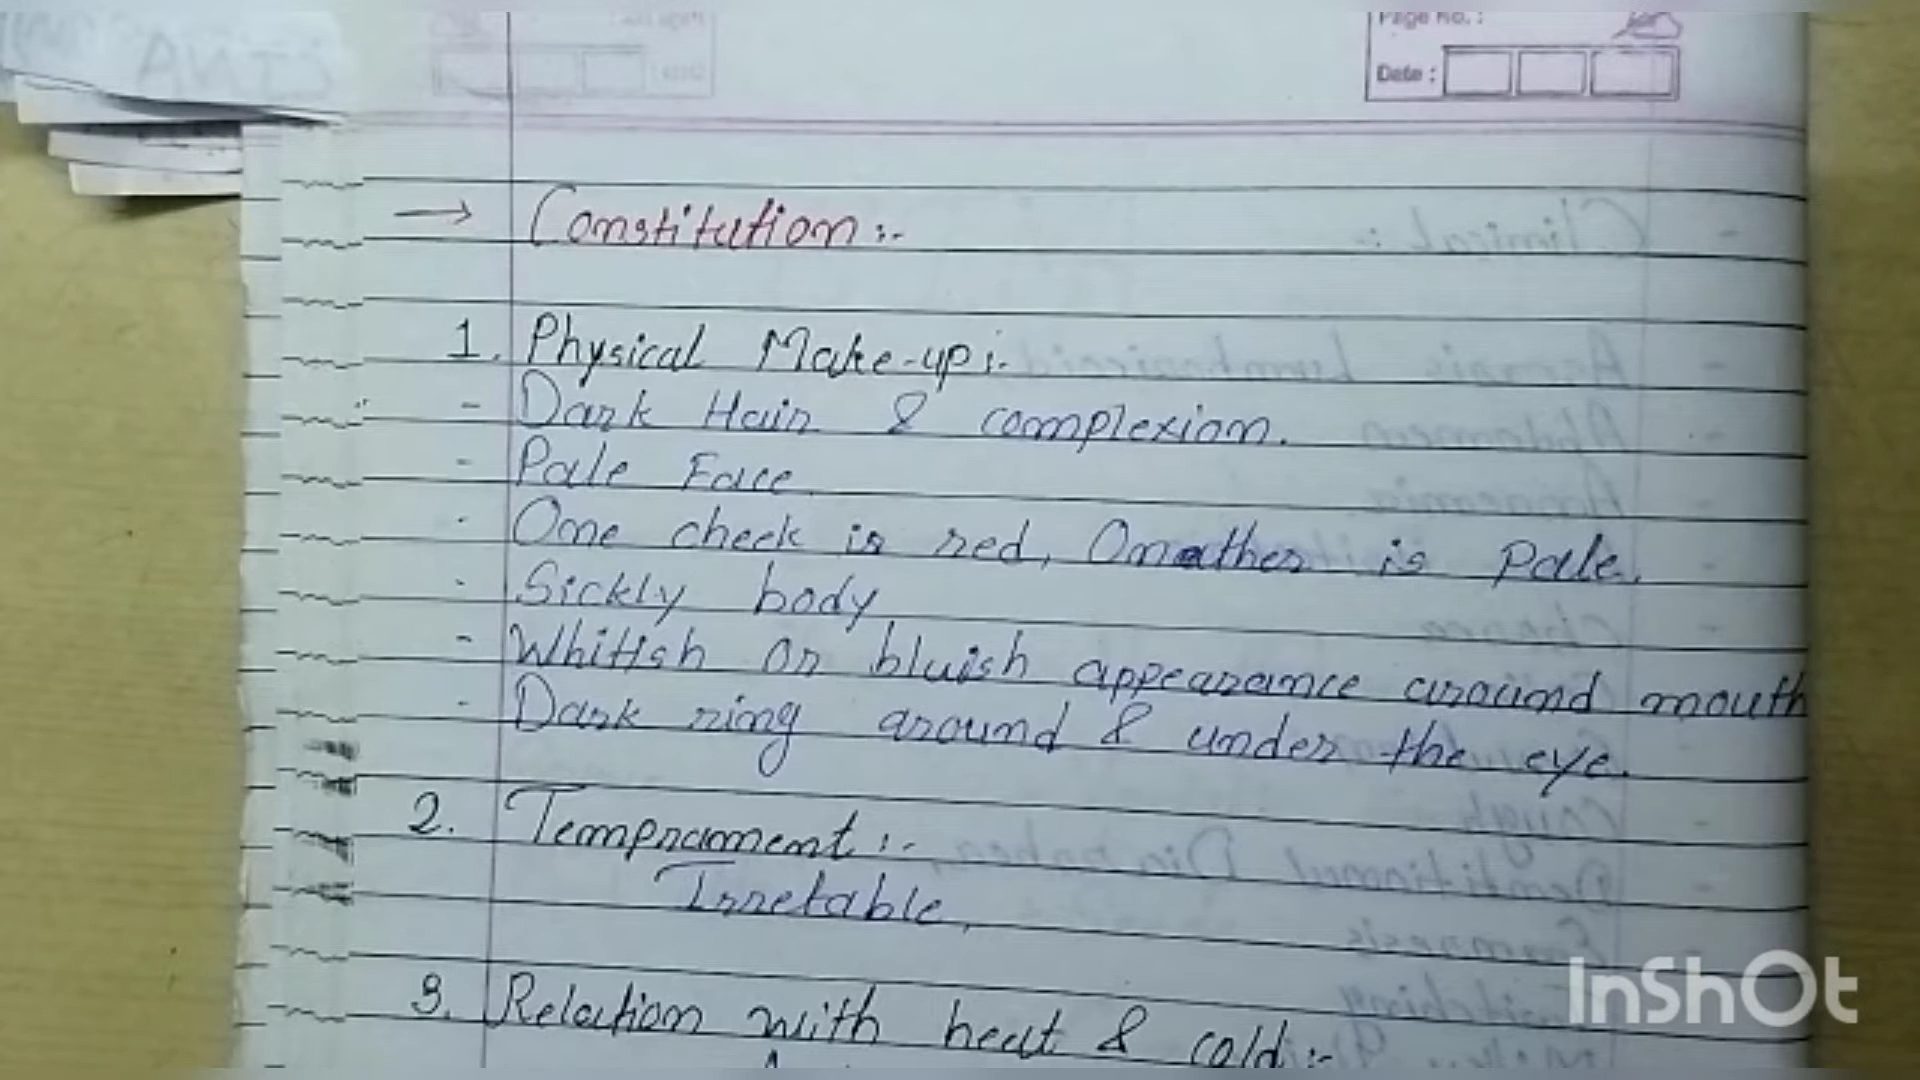 Page No. :
Date :
→ Constitution :-
1. Physical Make-up :-
- Dark Hair & complexion.
- Pale Face.
- One cheek is red, Onother is Pale.
- Sickly body
- Whitish or bluish appearance around mouth
- Dark ring around & under the eye.
2. Temprament :-
Irretable,
3. Relation with heat & cold :-
InShOt